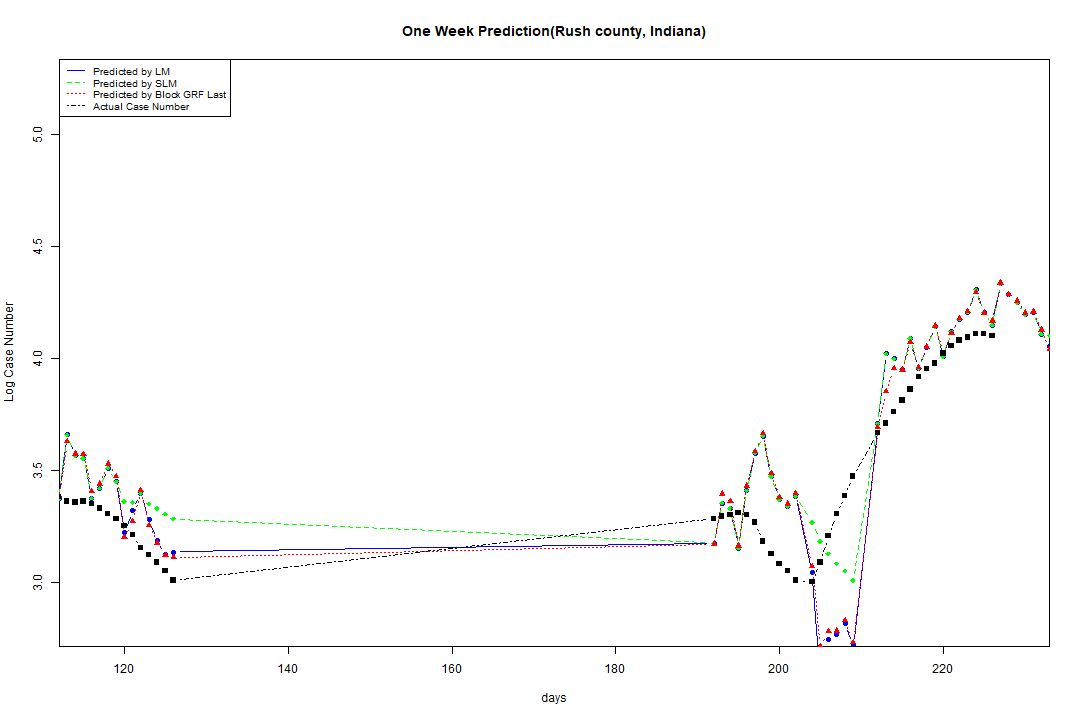 One Week Prediction(Rush county, Indiana)
Predicted by LM
Predicted by SLM
Predicted by Block GRF Last
Actual Case Number
5.0
4.5
4.0
3.5
3.0
Log Case Number
120 140 160 180 200 220
days